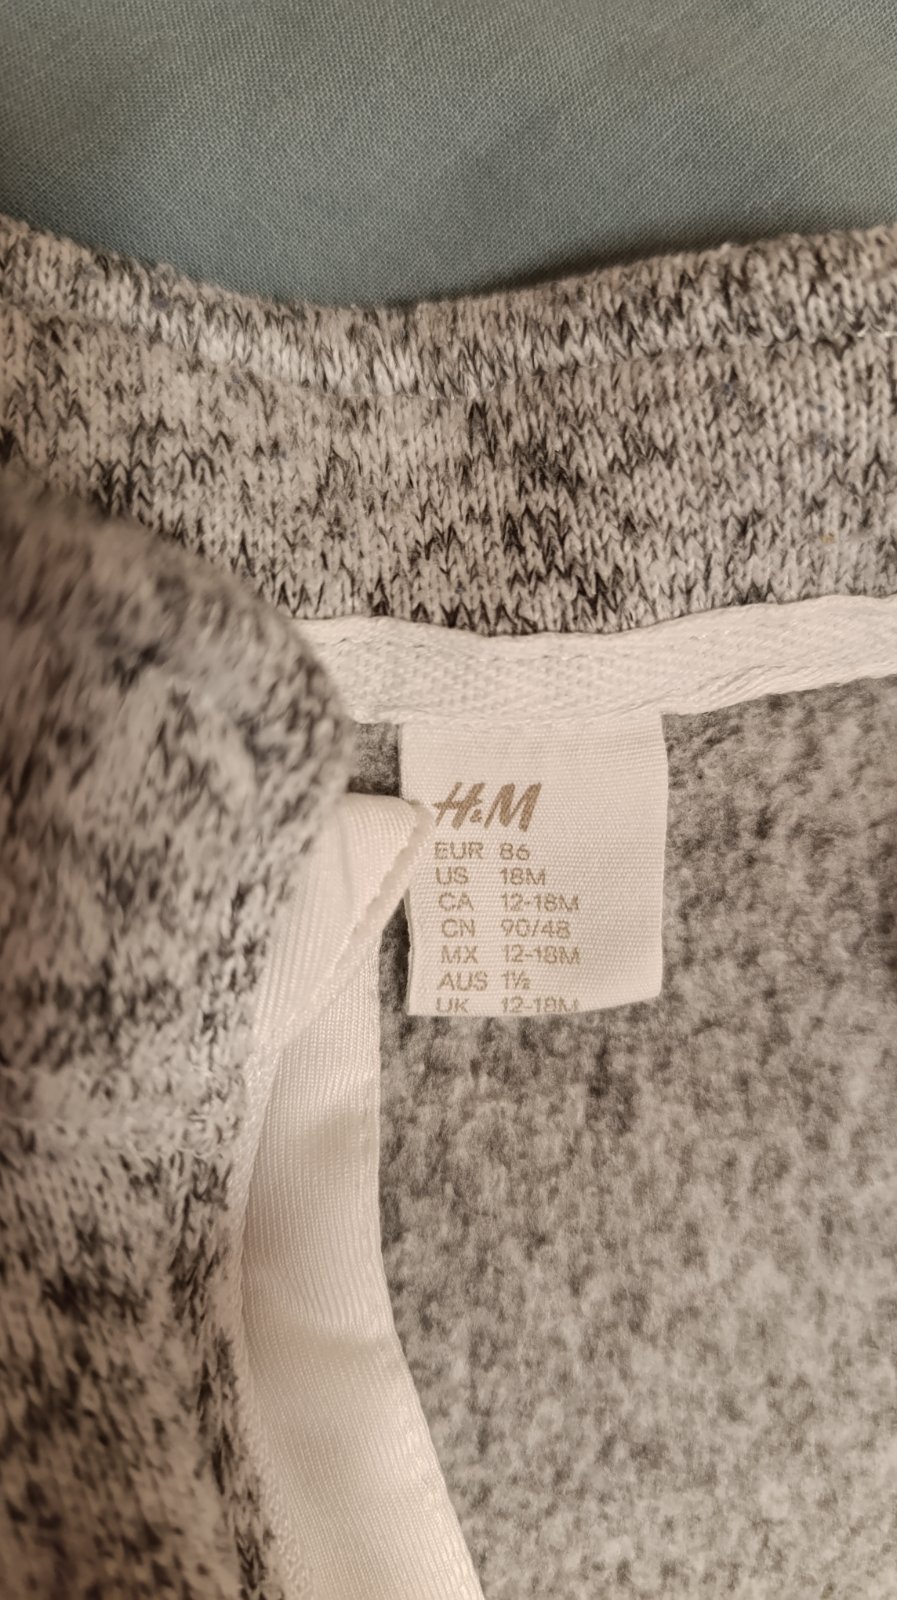 H&M
EUR 86
US 18M
CA 12-18M
CN 90/48
MX 12-18M
AUS 1½
UK 12-18M